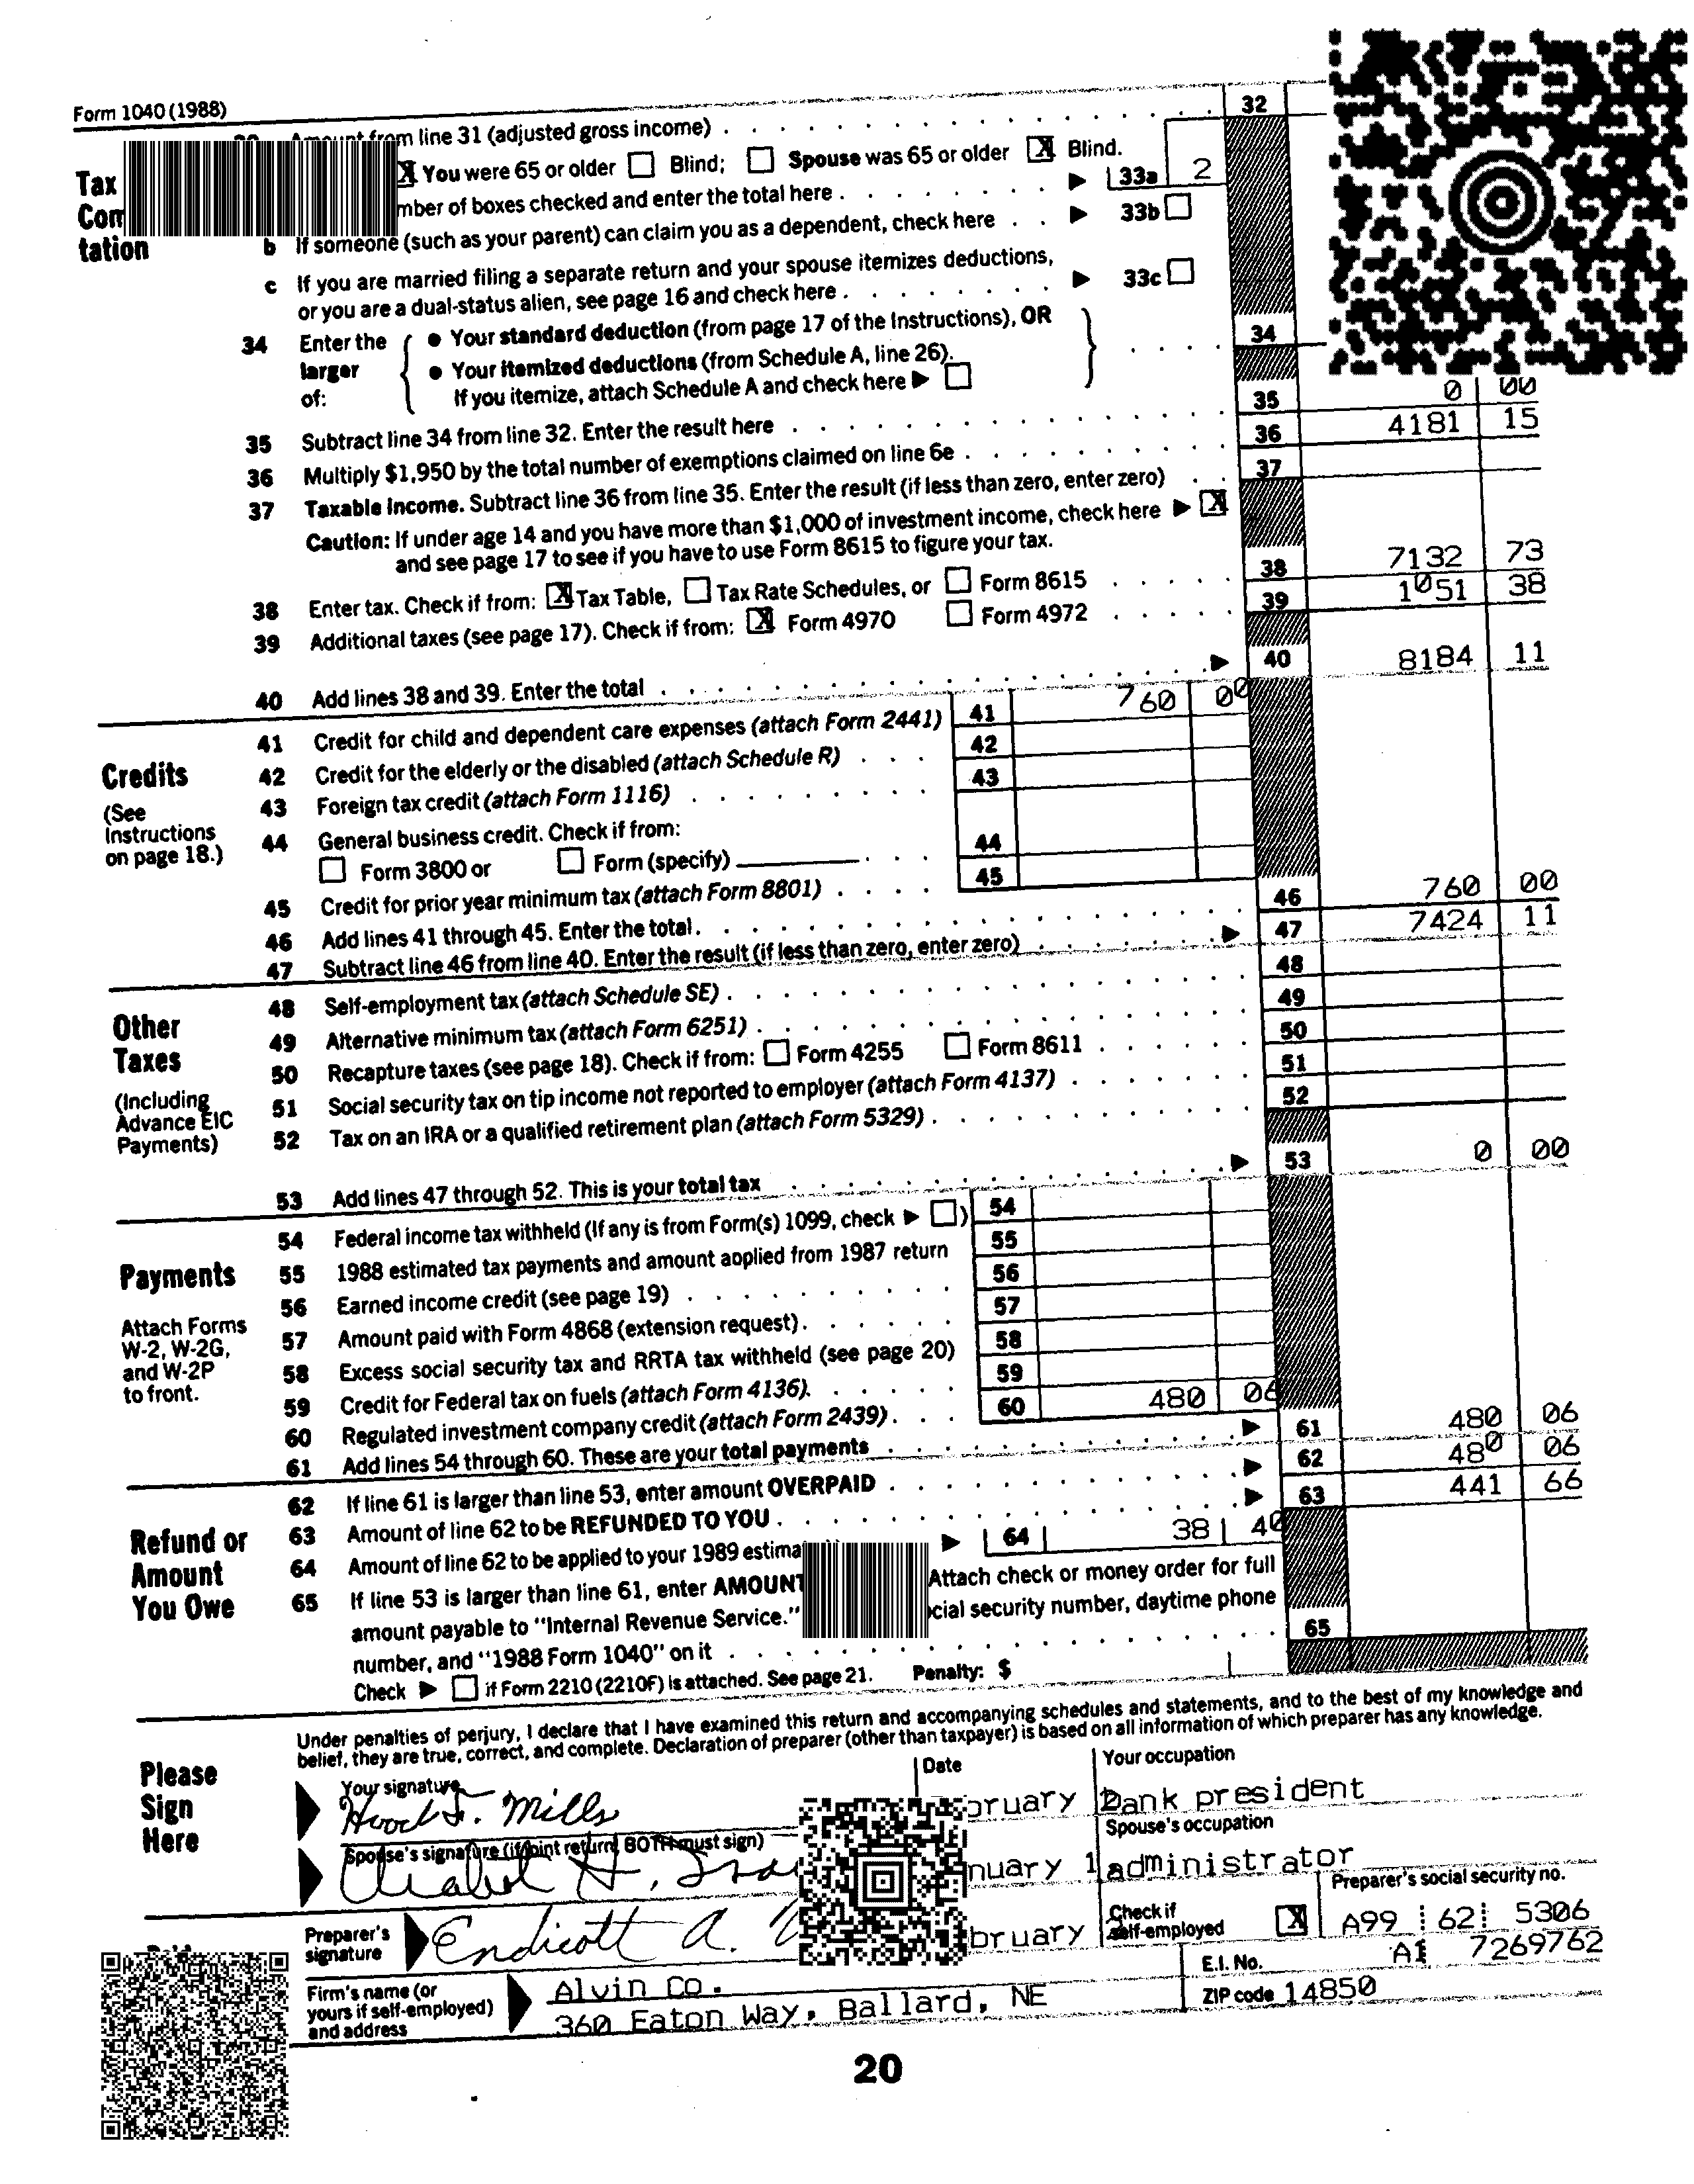 Form 1040 (1988)
from line 31 (adjusted gross income) . . . 32
Tax
X You were 65 or older Blind; Spouse was 65 or older X Blind.
of boxes checked and enter the total here . . . ▶ 33a 2
tation
b If someone (such as your parent) can claim you as a dependent, check here . . ▶ 33b
c If you are married filing a separate return and your spouse itemizes deductions,
or you are a dual-status alien, see page 16 and check here . . . ▶ 33c
34 Enter the larger of:
● Your standard deduction (from page 17 of the Instructions), OR
● Your itemized deductions (from Schedule A, line 26).
If you itemize, attach Schedule A and check here ▶
34
35 Subtract line 34 from line 32. Enter the result here . . . 35 0 00
36 Multiply $1,950 by the total number of exemptions claimed on line 6e . . . 36 4181 15
37 Taxable income. Subtract line 36 from line 35. Enter the result (if less than zero, enter zero) . . 37
Caution: If under age 14 and you have more than $1,000 of investment income, check here ▶ X
and see page 17 to see if you have to use Form 8615 to figure your tax.
38 Enter tax. Check if from: X Tax Table, Tax Rate Schedules, or Form 8615 . . . 38 7132 73
39 Additional taxes (see page 17). Check if from: X Form 4970 Form 4972 . . . 39 1051 38
40 Add lines 38 and 39. Enter the total . . . ▶ 40 8184 11
Credits
(See
Instructions
on page 18.)
41 Credit for child and dependent care expenses (attach Form 2441) 41 760 00
42 Credit for the elderly or the disabled (attach Schedule R) . . . 42
43 Foreign tax credit (attach Form 1116) . . . 43
44 General business credit. Check if from:
Form 3800 or Form (specify) . . . 44
45 Credit for prior year minimum tax (attach Form 8801) . . . 45
46 Add lines 41 through 45. Enter the total. . . . 46 760 00
47 Subtract line 46 from line 40. Enter the result (if less than zero, enter zero) . . . ▶ 47 7424 11
Other
Taxes
(Including
Advance EIC
Payments)
48 Self-employment tax (attach Schedule SE) . . . 48
49 Alternative minimum tax (attach Form 6251) . . . 49
50 Recapture taxes (see page 18). Check if from: Form 4255 Form 8611 . . . 50
51 Social security tax on tip income not reported to employer (attach Form 4137) . . . 51
52 Tax on an IRA or a qualified retirement plan (attach Form 5329) . . . 52
53 Add lines 47 through 52. This is your total tax . . . ▶ 53 0 00
Payments
Attach Forms
W-2, W-2G,
and W-2P
to front.
54 Federal income tax withheld (If any is from Form(s) 1099, check ▶ ) 54
55 1988 estimated tax payments and amount applied from 1987 return 55
56 Earned income credit (see page 19) . . . 56
57 Amount paid with Form 4868 (extension request). . . . 57
58 Excess social security tax and RRTA tax withheld (see page 20) 58
59 Credit for Federal tax on fuels (attach Form 4136). . . . 59
60 Regulated investment company credit (attach Form 2439) . . . 60 480 06
61 Add lines 54 through 60. These are your total payments . . . ▶ 61 480 06
Refund or
Amount
You Owe
62 If line 61 is larger than line 53, enter amount OVERPAID . . . ▶ 62 480 06
63 Amount of line 62 to be REFUNDED TO YOU . . . ▶ 63 441 66
64 Amount of line 62 to be applied to your 1989 ▶ 64 38 40
65 If line 53 is larger than line 61, enter AMOUNT Attach check or money order for full
amount payable to "Internal Revenue Service." security number, daytime phone
number, and "1988 Form 1040" on it . . . 65
Check ▶ if Form 2210 (2210F) is attached. See page 21. Penalty: $
Please
Sign
Here
Under penalties of perjury, I declare that I have examined this return and accompanying schedules and statements, and to the best of my knowledge and
belief, they are true, correct, and complete. Declaration of preparer (other than taxpayer) is based on all information of which preparer has any knowledge.
Your signature Date Your occupation
Mills bank president
Spouse's signature (if joint return, BOTH must sign) Spouse's occupation
H. administrator
Preparer's signature
Endicott A.
Check if self-employed X
Preparer's social security no.
A99 62 5306
Firm's name (or
yours if self-employed)
and address
Alvin Co.
360 Eaton Way, Ballard, NE
E.I. No. A1 7269762
ZIP code 14850
20